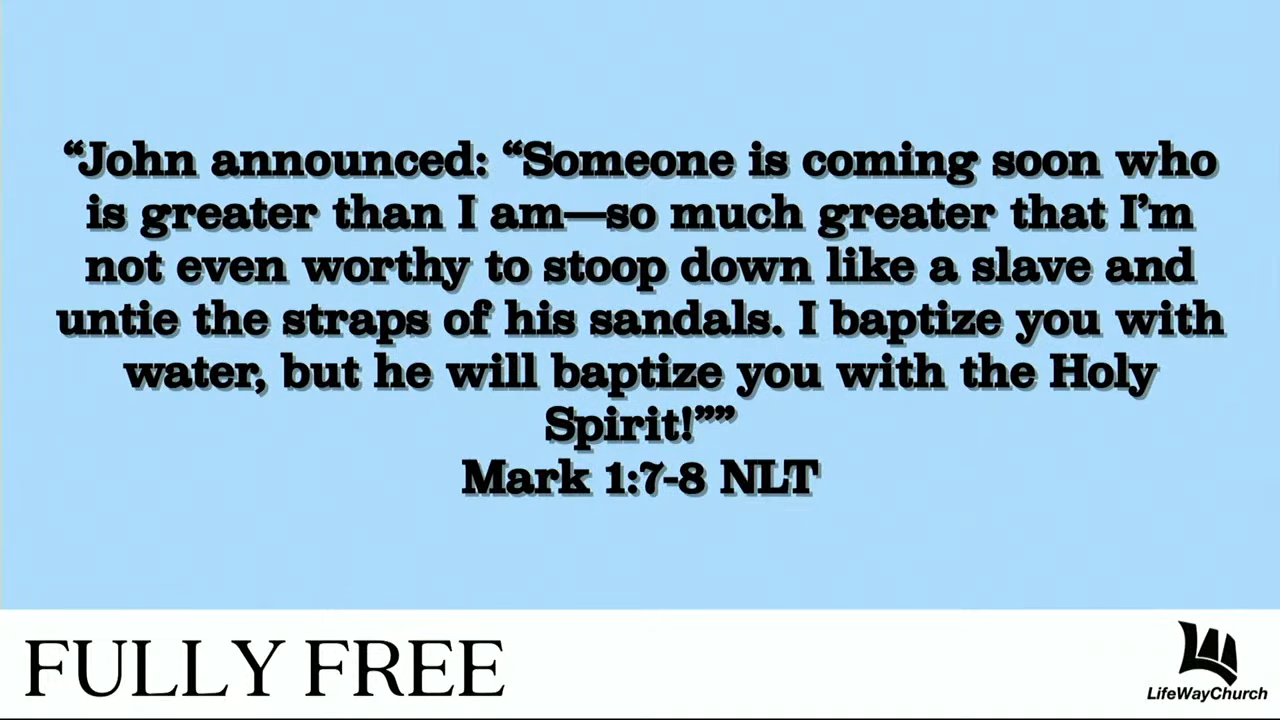 “John announced: “Someone is coming soon who
is greater than I am—so much greater that I’m
not even worthy to stoop down like a slave and
untie the straps of his sandals. I baptize you with
water, but he will baptize you with the Holy
Spirit!””
Mark 1:7-8 NLT
FULLY FREE
LifeWayChurch